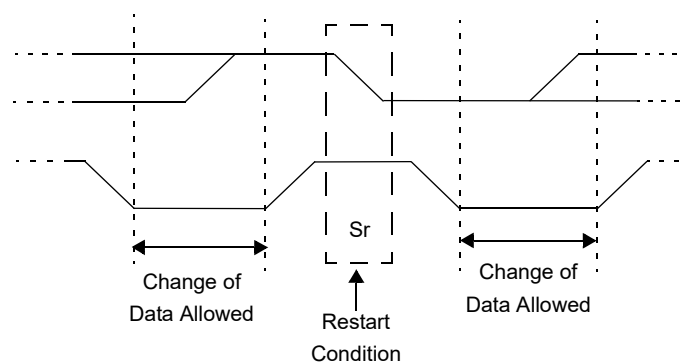 Sr
Change of
Data Allowed
Change of
Data Allowed
Restart
Condition